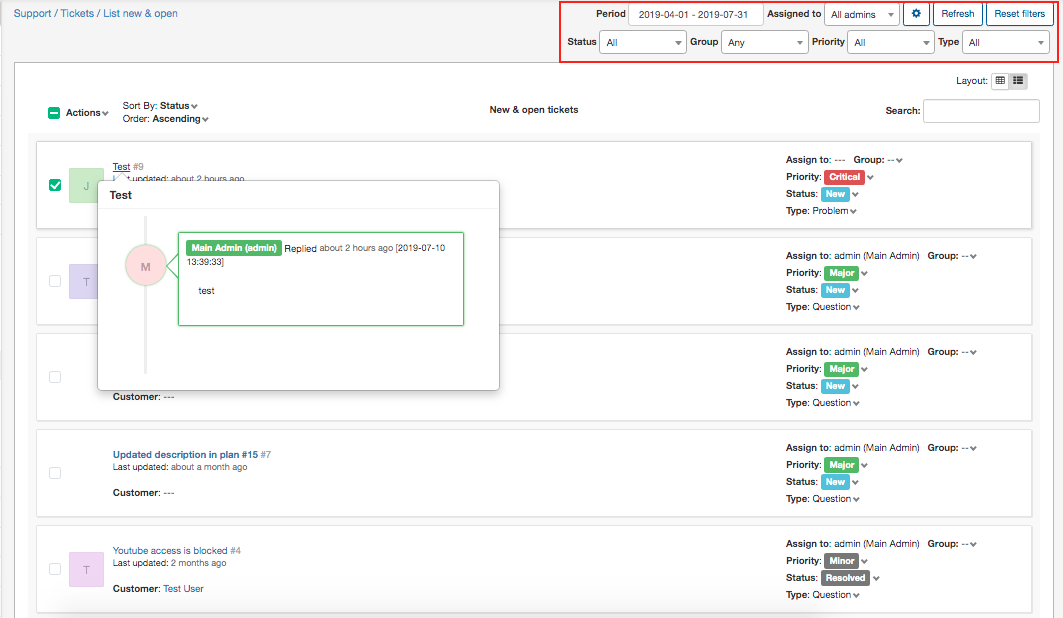 Support / Tickets / List new & open
Period 2019-04-01 - 2019-07-31 Assigned to All admins Refresh Reset filters
Status All Group Any Priority All Type All
Layout:
Actions
Sort By: Status
Order: Ascending
New & open tickets
Search:
J
Test #9
Last updated: about 2 hours ago
Assign to: --- Group: --
Priority: Critical
Status: New
Type: Problem
Test
M
Main Admin (admin) Replied about 2 hours ago [2019-07-10
13:39:33]
test
T
Assign to: admin (Main Admin) Group: --
Priority: Major
Status: New
Type: Question
Customer: ---
Assign to: admin (Main Admin) Group: --
Priority: Major
Status: New
Type: Question
Updated description in plan #15 #7
Last updated: about a month ago
Customer: ---
Assign to: admin (Main Admin) Group: --
Priority: Major
Status: New
Type: Question
T
Youtube access is blocked #4
Last updated: 2 months ago
Customer: Test User
Assign to: admin (Main Admin) Group: --
Priority: Minor
Status: Resolved
Type: Question